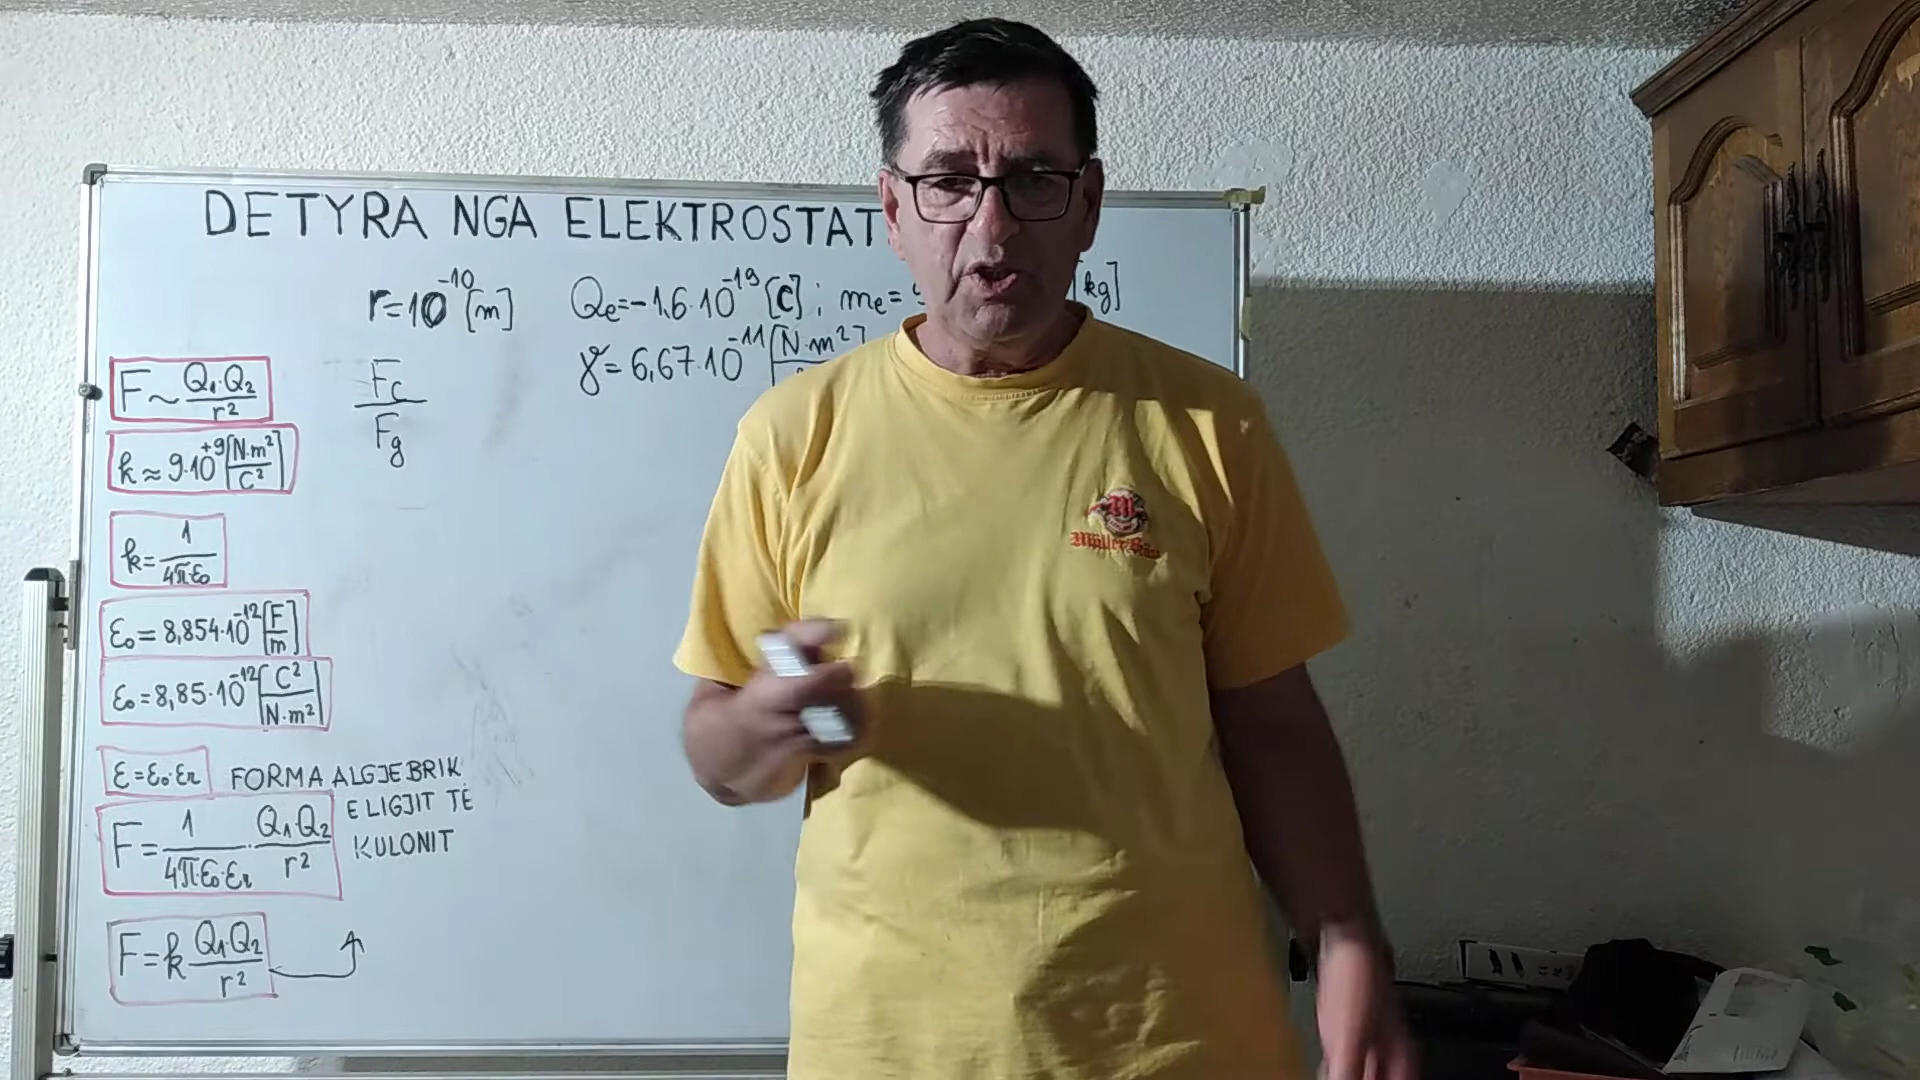 DETYRA NGA ELEKTROSTAT
r=10⁻¹⁰[m]
Qe=-1,6·10⁻¹⁹[C]; me=
[kg]
γ=6,67·10⁻¹¹[N·m²
Fc/Fg
F~Q₁·Q₂/r²
k≈9·10⁺⁹[N·m²/C²]
k=1/4π·ε₀
ε₀=8,854·10⁻¹²[F/m]
ε₀=8,85·10⁻¹²[C²/N·m²]
ε=ε₀·εr
FORMA ALGJEBRIK
E LIGJIT TË
KULONIT
F=1/4π·ε₀·εr·Q₁·Q₂/r²
F=k Q₁·Q₂/r²